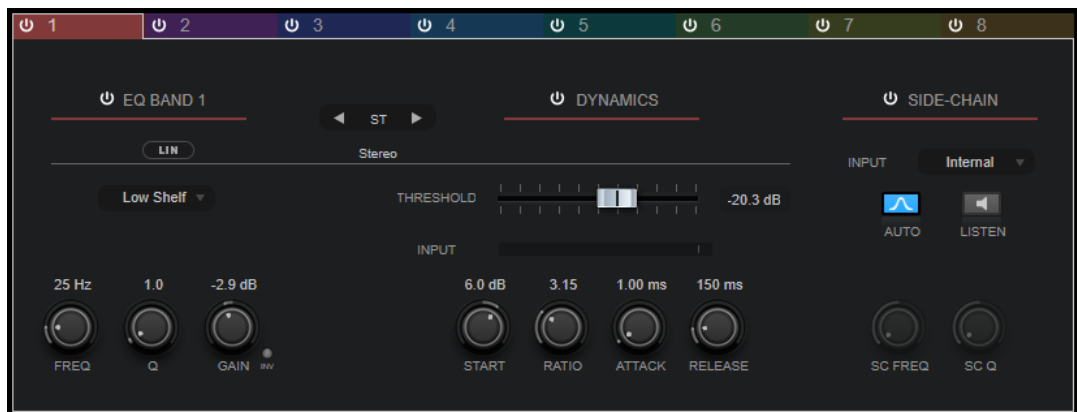 1 2 3 4 5 6 7 8
EQ BAND 1 DYNAMICS SIDE-CHAIN
ST
LIN Stereo
INPUT Internal
Low Shelf THRESHOLD -20.3 dB
AUTO LISTEN
INPUT
25 Hz 1.0 -2.9 dB 6.0 dB 3.15 1.00 ms 150 ms
FREQ Q GAIN INV START RATIO ATTACK RELEASE SC FREQ SC Q